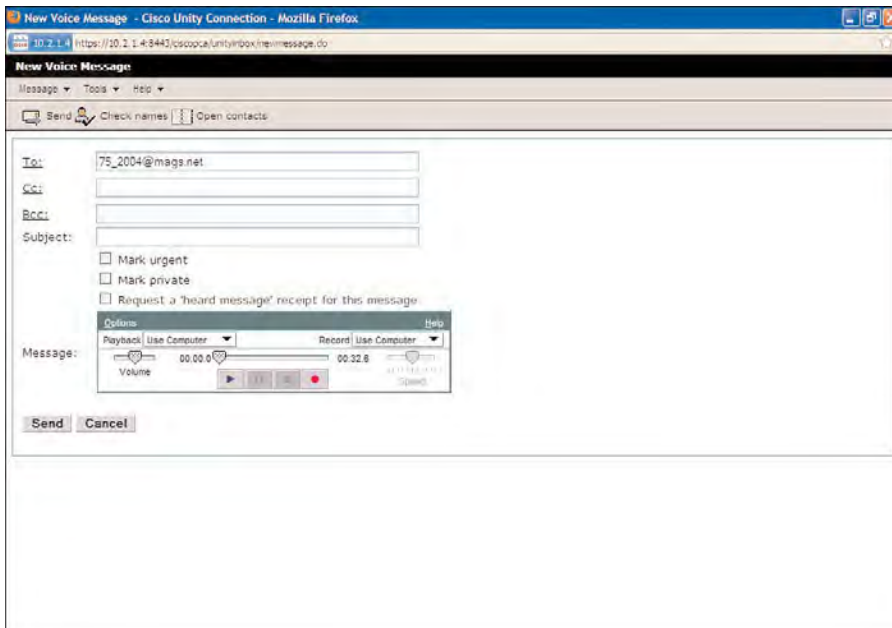 New Voice Message - Cisco Unity Connection - Mozilla Firefox
10.2.1.4 https://10.2.1.4:8443/ciscopca/unityinbox/newmessage.do
New Voice Message
Message Tools Help
Send Check names Open contacts
To: 75_2004@mags.net
Cc:
Bcc:
Subject:
Mark urgent
Mark private
Request a 'heard message' receipt for this message
Options Help
Playback Use Computer Record Use Computer
Message: 00:00.0 00:32.6
Volume Speed
Send Cancel